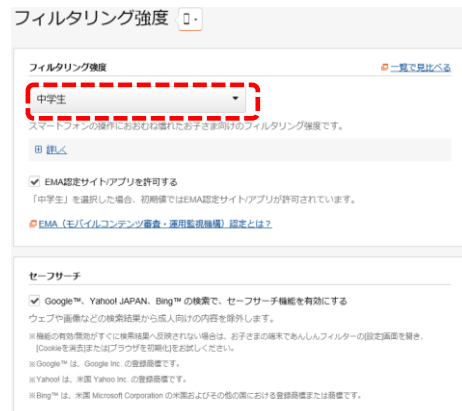 フィルタリング強度
フィルタリング強度
一覧で見比べる
中学生
スマートフォンの操作におおむね慣れたお子さま向けのフィルタリング強度です。
詳しく
EMA認定サイト/アプリを許可する
「中学生」を選択した場合、初期値ではEMA認定サイト/アプリが許可されています。
EMA（モバイルコンテンツ審査・運用監視機構）認定とは？
セーフサーチ
Google™、Yahoo! JAPAN、Bing™ の検索で、セーフサーチ機能を有効にする
ウェブや画像などの検索結果から成人向けの内容を除外します。
※機能の有効/無効がすぐに検索結果へ反映されない場合は、お子さまの端末であんしんフィルターの[設定]画面を開き、
[Cookieを消去]または[ブラウザを初期化]をお試しください。
※Google™ は、Google Inc. の登録商標です。
※Yahoo! は、米国 Yahoo Inc. の登録商標です。
※Bing™ は、米国 Microsoft Corporation の米国およびその他の国における登録商標または商標です。